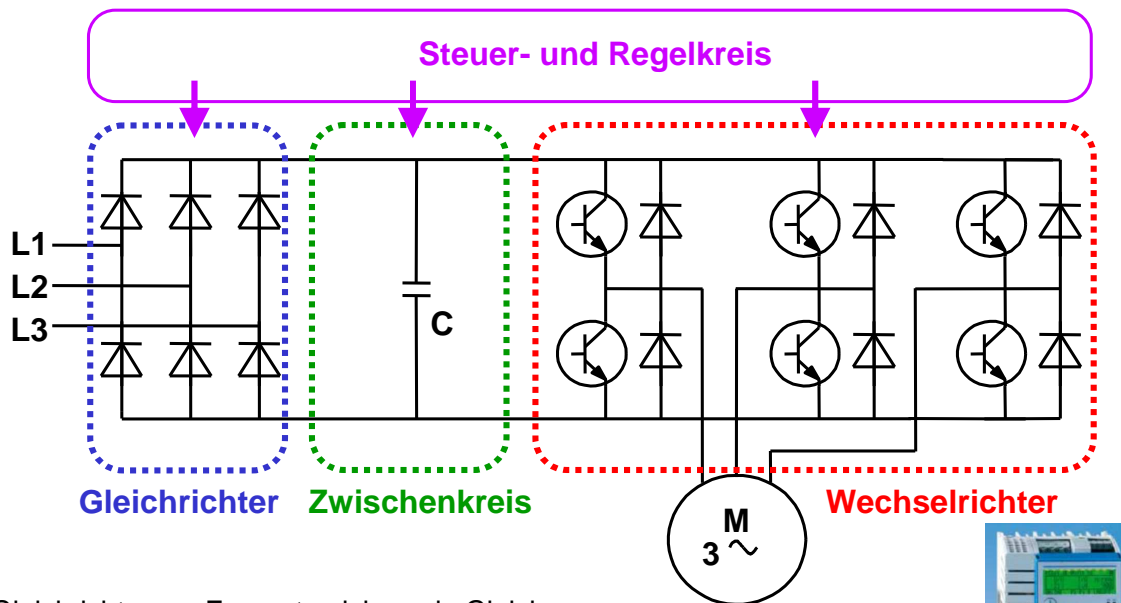 Steuer- und Regelkreis
L1
L2
L3
C
Gleichrichter
Zwischenkreis
Wechselrichter
M
3 ~